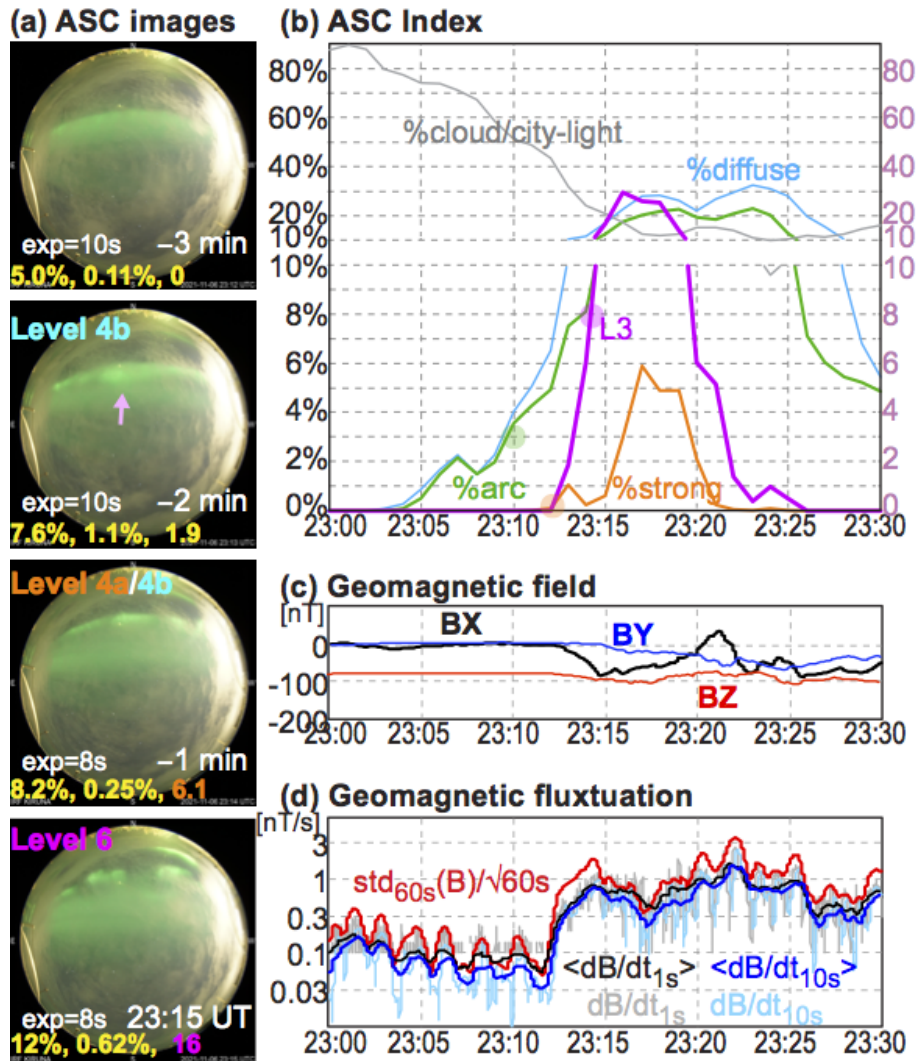 (a) ASC images
exp=10s −3 min
5.0%, 0.11%, 0
Level 4b
exp=10s −2 min
7.6%, 1.1%, 1.9
Level 4a/4b
exp=8s −1 min
8.2%, 0.25%, 6.1
Level 6
exp=8s 23:15 UT
12%, 0.62%, 16
(b) ASC Index
80% 80
60% 60
40% 40
20% 20
10% 10
10% 10
8% 8
6% 6
4% 4
2% 2
0% 0
%cloud/city-light
%diffuse
L3
%arc
%strong
23:00 23:05 23:10 23:15 23:20 23:25 23:30
(c) Geomagnetic field
[nT]
0
-100
-200
BX
BY
BZ
23:00 23:05 23:10 23:15 23:20 23:25 23:30
(d) Geomagnetic fluxtuation
[nT/s]
3
1
0.3
0.1
0.03
std60s(B)/√60s
<dB/dt1s> <dB/dt10s>
dB/dt1s dB/dt10s
23:00 23:05 23:10 23:15 23:20 23:25 23:30